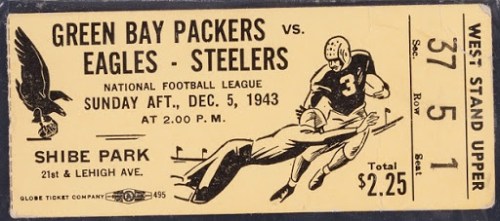 GREEN BAY PACKERS vs.
EAGLES - STEELERS
NATIONAL FOOTBALL LEAGUE
SUNDAY AFT., DEC. 5, 1943
AT 2.00 P. M.
SHIBE PARK
21st & LEHIGH AVE.
GLOBE TICKET COMPANY 495
3
Total
$2.25
37 5 1
Sec. Row Seat
WEST STAND UPPER